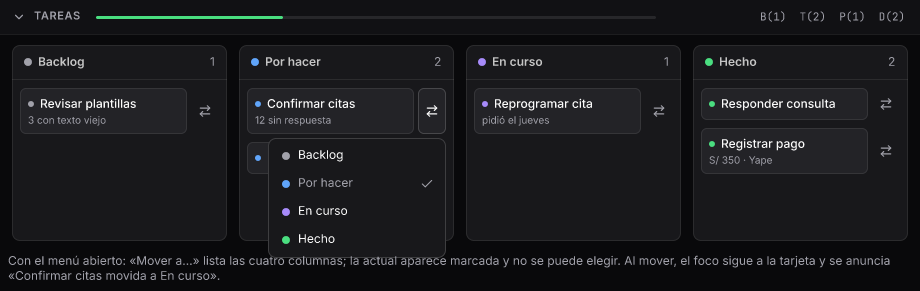 TAREAS
B(1) T(2) P(1) D(2)
Backlog 1
Revisar plantillas
3 con texto viejo
Por hacer 2
Confirmar citas
12 sin respuesta
Backlog
Por hacer
En curso
Hecho
En curso 1
Reprogramar cita
pidió el jueves
Hecho 2
Responder consulta
Registrar pago
S/ 350 · Yape
Con el menú abierto: «Mover a…» lista las cuatro columnas; la actual aparece marcada y no se puede elegir. Al mover, el foco sigue a la tarjeta y se anuncia
«Confirmar citas movida a En curso».